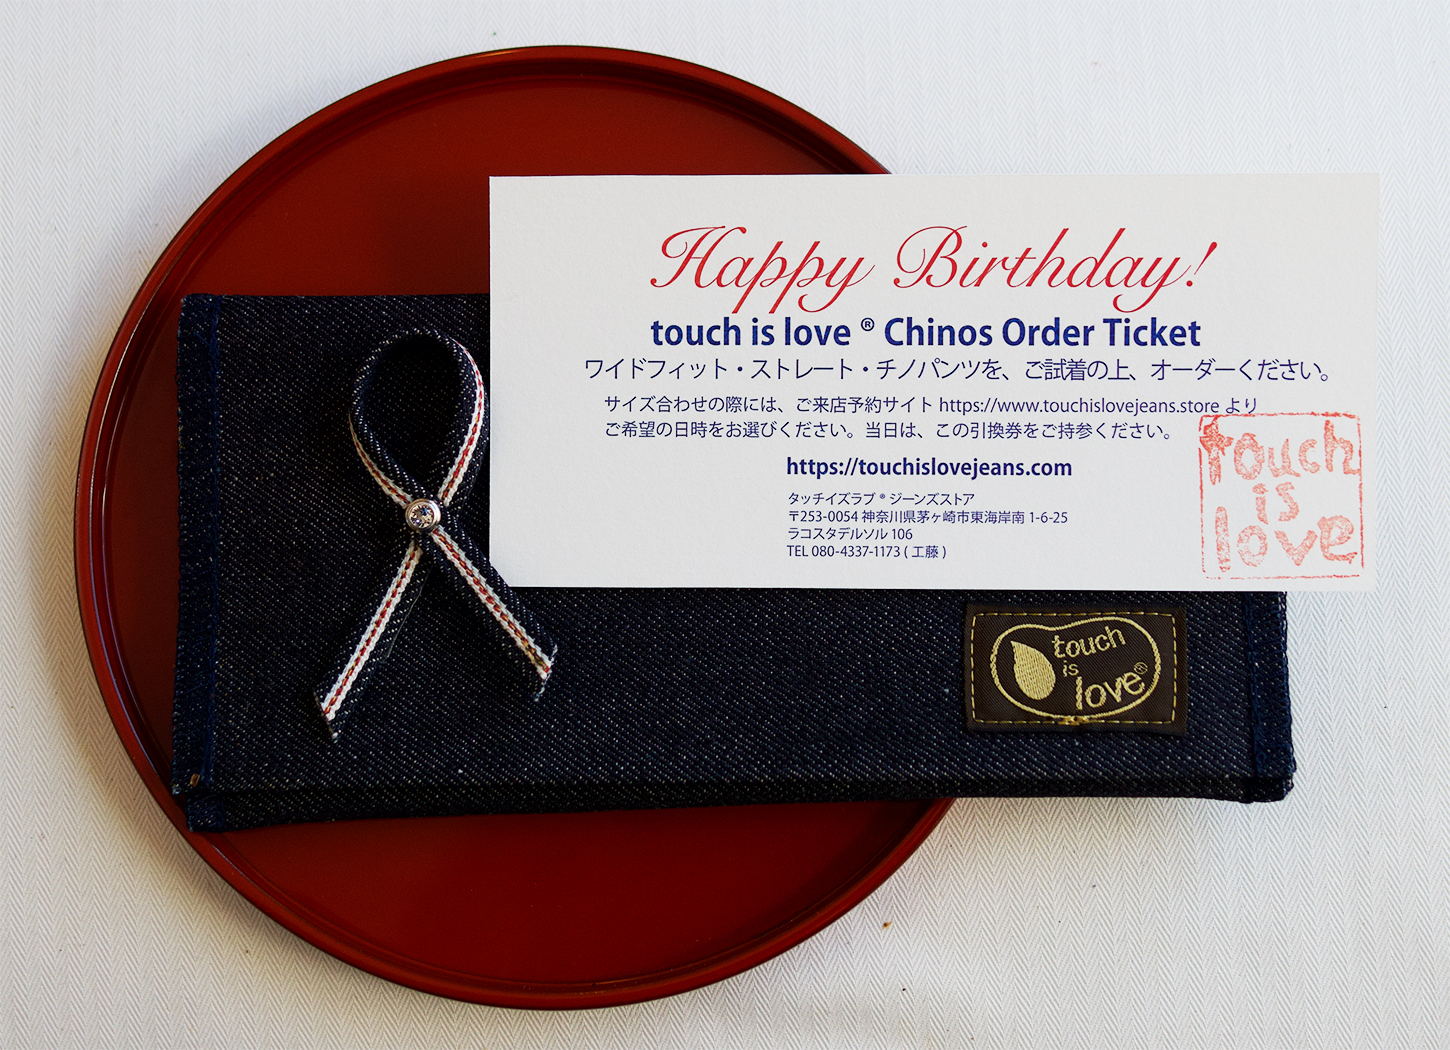 Happy Birthday!
touch is love ® Chinos Order Ticket
ワイドフィット・ストレート・チノパンツを、ご試着の上、オーダーください。
サイズ合わせの際には、ご来店予約サイト https://www.touchislovejeans.store より
ご希望の日時をお選びください。当日は、この引換券をご持参ください。
https://touchislovejeans.com
タッチイズラブ ® ジーンズストア
〒253-0054 神奈川県茅ヶ崎市東海岸南 1-6-25
ラコスタデルソル 106
TEL 080-4337-1173 ( 工藤 )
touch
is
love
touch
is
love®